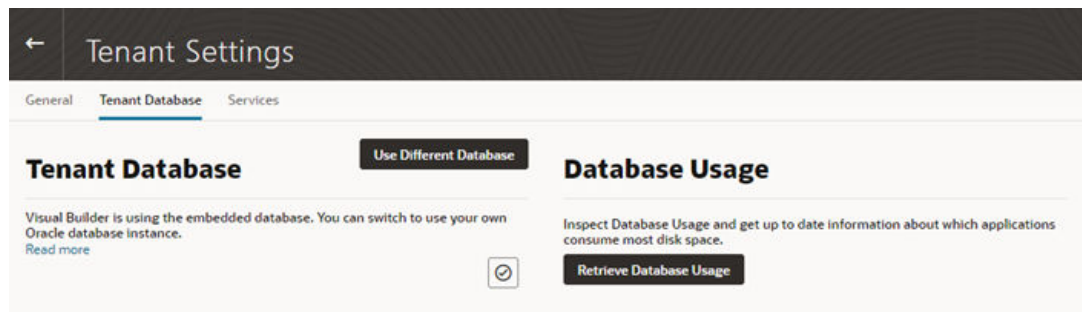 Tenant Settings
General Tenant Database Services
Tenant Database
Use Different Database
Visual Builder is using the embedded database. You can switch to use your own
Oracle database instance.
Read more
Database Usage
Inspect Database Usage and get up to date information about which applications
consume most disk space.
Retrieve Database Usage